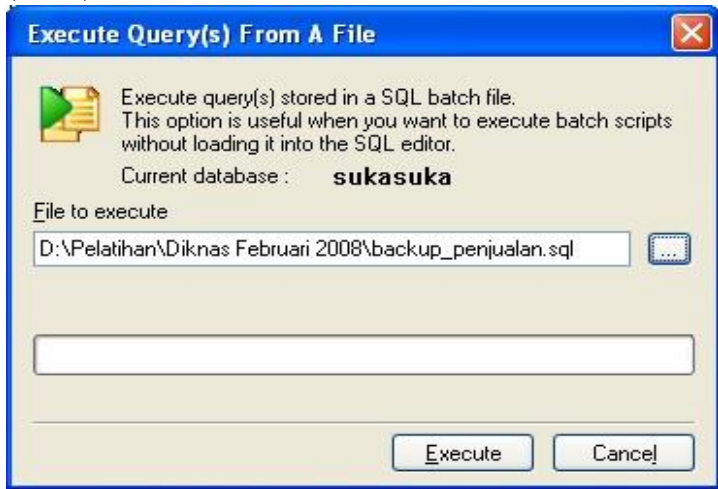 Execute Query(s) From A File
Execute query(s) stored in a SQL batch file.
This option is useful when you want to execute batch scripts
without loading it into the SQL editor.
Current database : sukasuka
File to execute
D:\Pelatihan\Diknas Februari 2008\backup_penjualan.sql
...
Execute Cancel